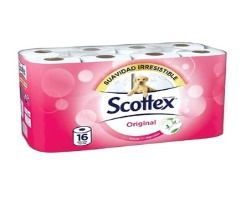 SUAVIDAD IRRESISTIBLE
Scottex
Original
16